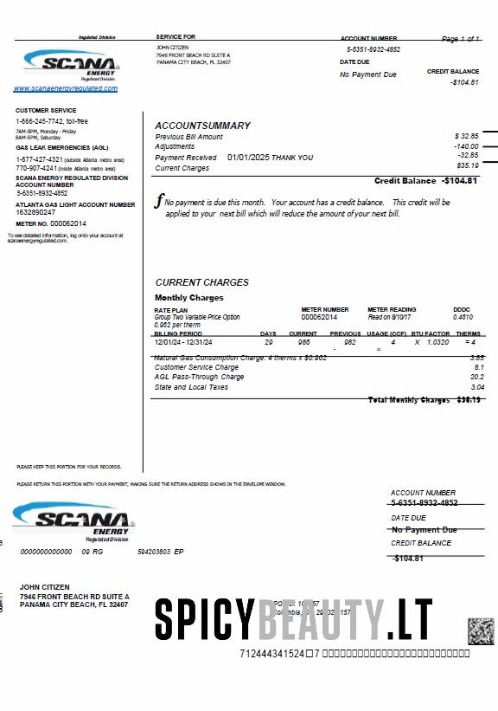 Regulated Division
SERVICE FOR
ACCOUNT NUMBER
Page 1 of 1
SCANA
ENERGY
Regulated Division
www.scanaenergyregulated.com
JOHN CITIZEN
7946 FRONT BEACH RD SUITE A
PANAMA CITY BEACH, FL 32407
5-6351-8932-4852
DATE DUE
No Payment Due
CREDIT BALANCE
-$104.81
CUSTOMER SERVICE
1-866-245-7742, toll-free
7AM-8PM, Monday - Friday
8AM-5PM, Saturday
GAS LEAK EMERGENCIES (AGL)
1-877-427-4321 (outside Atlanta metro area)
770-907-4241 (inside Atlanta metro area)
SCANA ENERGY REGULATED DIVISION
ACCOUNT NUMBER
5-6351-8932-4852
ATLANTA GAS LIGHT ACCOUNT NUMBER
1632890247
METER NO. 000062014
To see detailed information, log onto your account at
scanaenergyregulated.com.
ACCOUNTSUMMARY
Previous Bill Amount $ 32.85
Adjustments -140.00
Payment Received 01/01/2025 THANK YOU -32.85
Current Charges $35.19
Credit Balance -$104.81
No payment is due this month. Your account has a credit balance. This credit will be
applied to your next bill which will reduce the amount of your next bill.
CURRENT CHARGES
Monthly Charges
RATE PLAN METER NUMBER METER READING DDDC
Group Two Variable Price Option 000062014 Read on 8/10/17 0.4610
0.962 per therm
BILLING PERIOD DAYS CURRENT PREVIOUS USAGE (CCF) BTU FACTOR THERMS
12/01/24 - 12/31/24 29 986 982 4 X 1.0320 = 4
- =
Natural Gas Consumption Charge: 4 therms x $0.962 3.85
Customer Service Charge 8.1
AGL Pass-Through Charge 20.2
State and Local Taxes 3.04
Total Monthly Charges $35.19
PLEASE KEEP THIS PORTION FOR YOUR RECORDS.
PLEASE RETURN THIS PORTION WITH YOUR PAYMENT, MAKING SURE THE RETURN ADDRESS SHOWS IN THE ENVELOPE WINDOW.
SCANA
ENERGY
Regulated Division
ACCOUNT NUMBER
5-6351-8932-4852
DATE DUE
No Payment Due
CREDIT BALANCE
-$104.81
0000000000000 09 RG 594203803 EP
JOHN CITIZEN
7946 FRONT BEACH RD SUITE A
PANAMA CITY BEACH, FL 32407
SPICYBEAUTY.LT